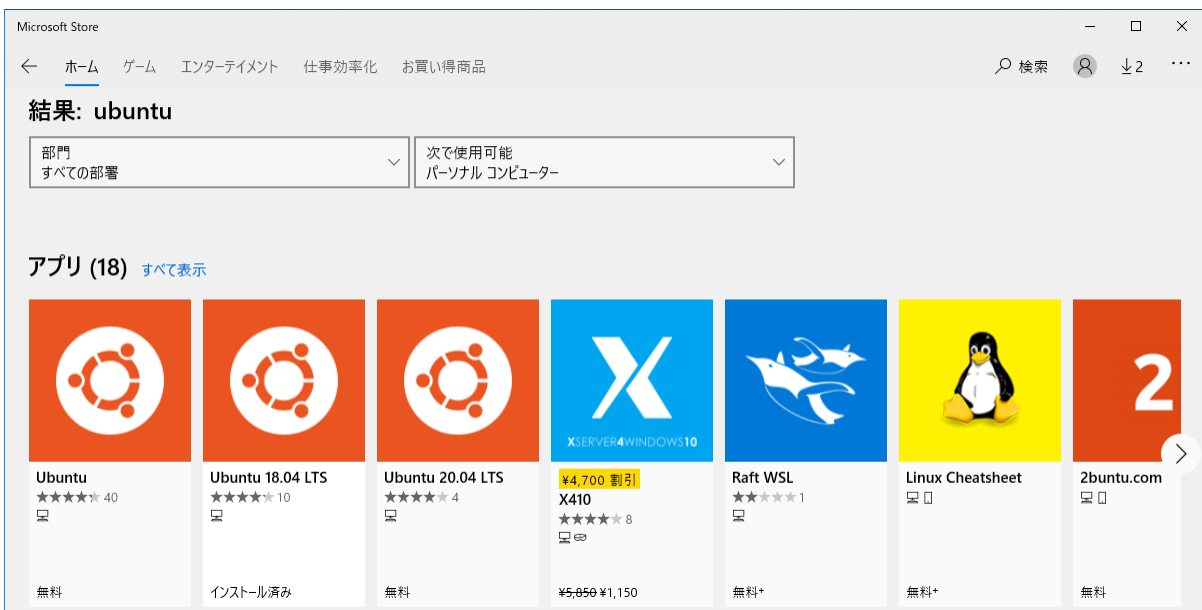 Microsoft Store
ホーム ゲーム エンターテイメント 仕事効率化 お買い得商品 検索 2
結果: ubuntu
部門
すべての部署
次で使用可能
パーソナル コンピューター
アプリ (18) すべて表示
XSERVER4WINDOWS10
2
Ubuntu
40
無料
Ubuntu 18.04 LTS
10
インストール済み
Ubuntu 20.04 LTS
4
無料
¥4,700 割引
X410
8
¥5,850 ¥1,150
Raft WSL
1
無料+
Linux Cheatsheet
無料+
2buntu.com
無料